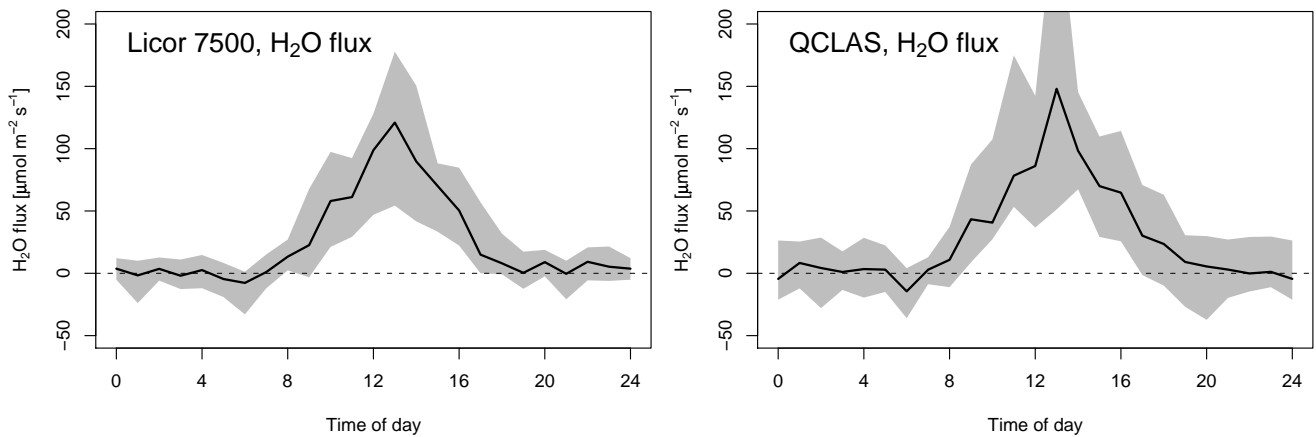 Licor 7500, H₂O flux
H₂O flux [µmol m⁻² s⁻¹]
200
150
100
50
0
−50
0 4 8 12 16 20 24
Time of day
QCLAS, H₂O flux
H₂O flux [µmol m⁻² s⁻¹]
200
150
100
50
0
−50
0 4 8 12 16 20 24
Time of day